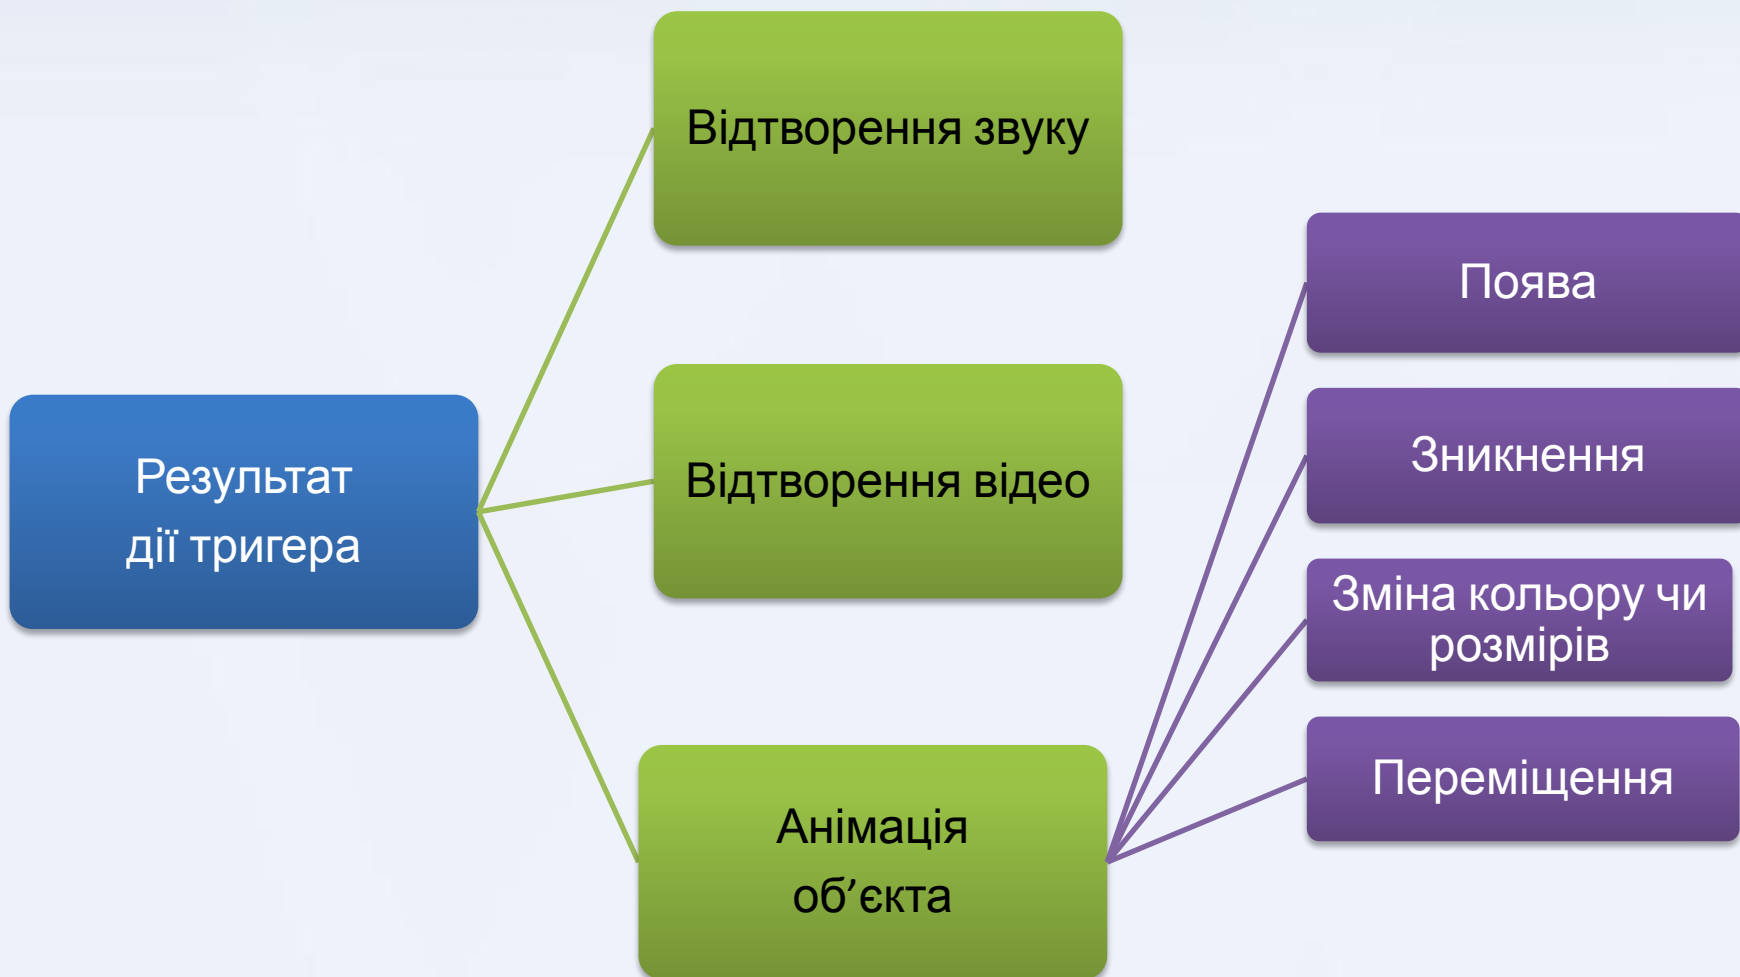 Результат
дії тригера
Відтворення звуку
Відтворення відео
Анімація
об’єкта
Поява
Зникнення
Зміна кольору чи
розмірів
Переміщення